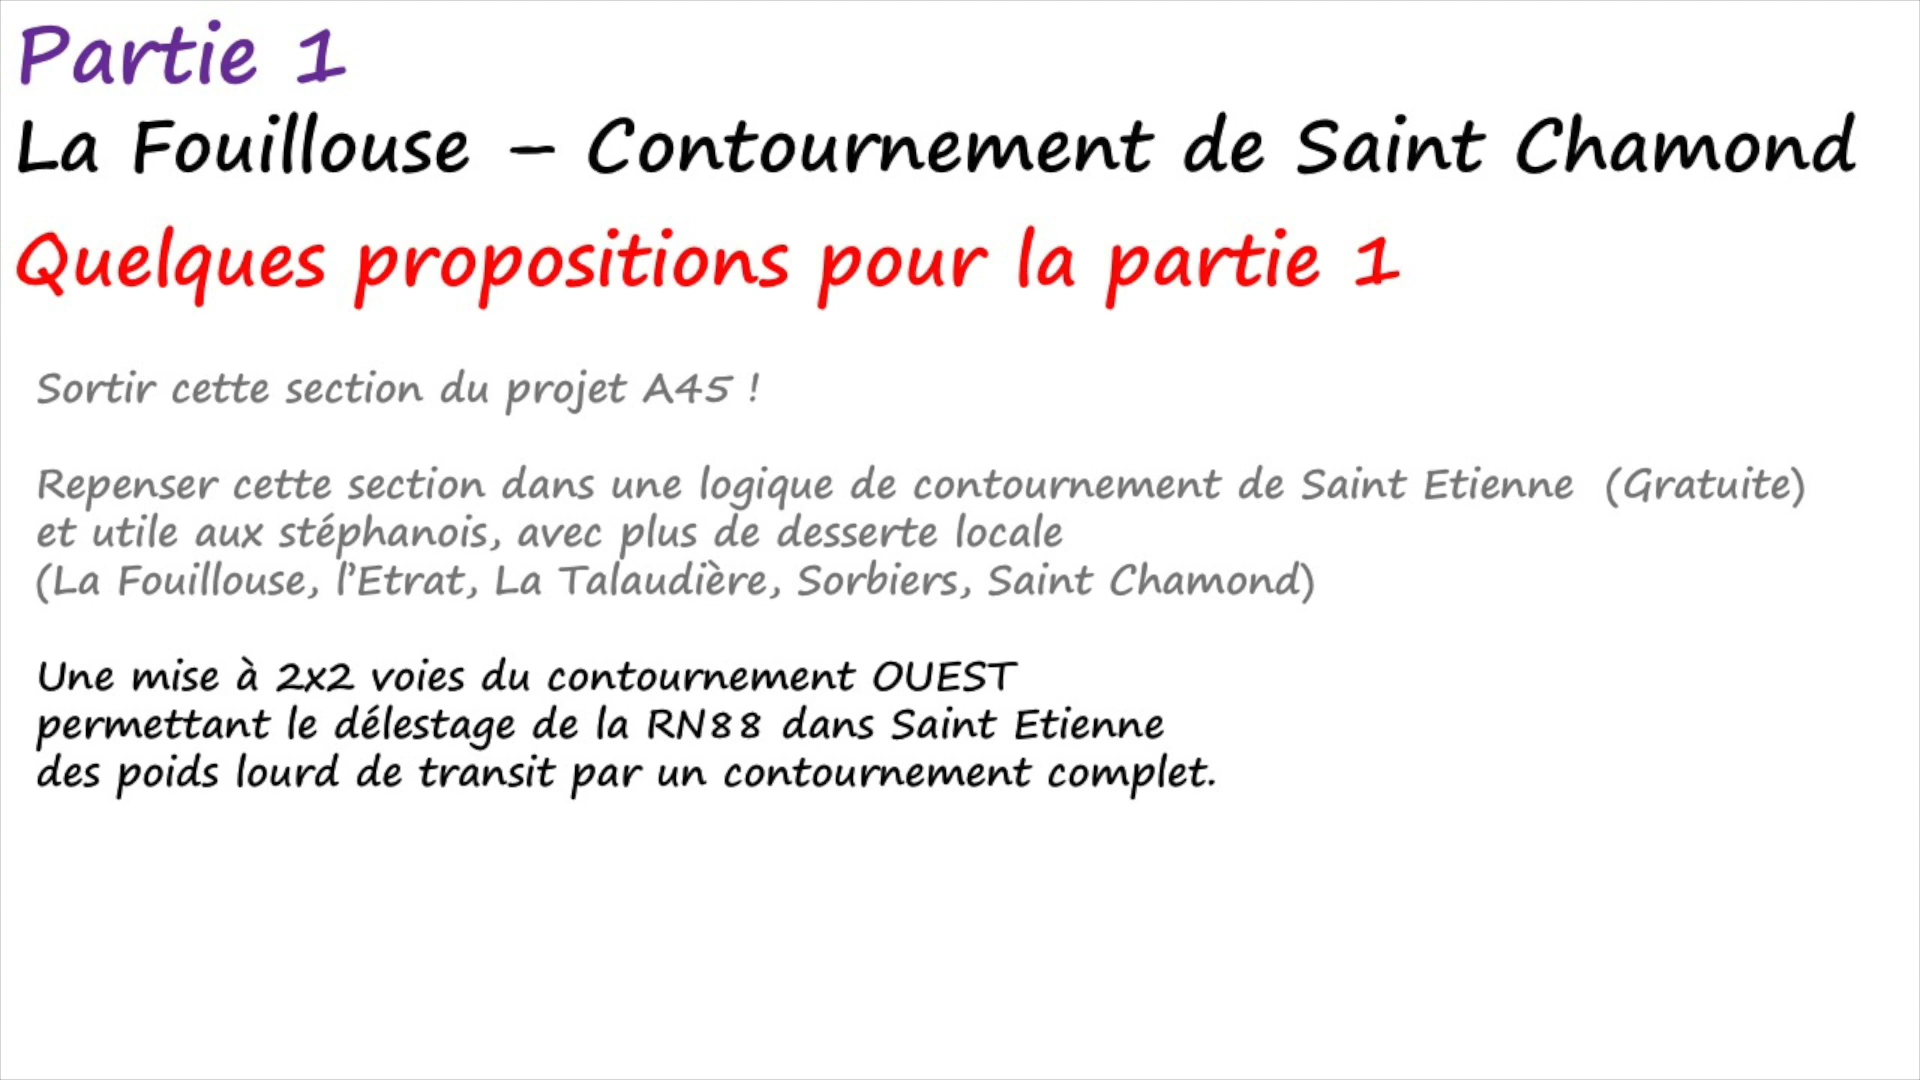 Partie 1
La Fouillouse – Contournement de Saint Chamond
Quelques propositions pour la partie 1
Sortir cette section du projet A45 !
Repenser cette section dans une logique de contournement de Saint Etienne (Gratuite)
et utile aux stéphanois, avec plus de desserte locale
(La Fouillouse, l’Etrat, La Talaudière, Sorbiers, Saint Chamond)
Une mise à 2x2 voies du contournement OUEST
permettant le délestage de la RN88 dans Saint Etienne
des poids lourd de transit par un contournement complet.